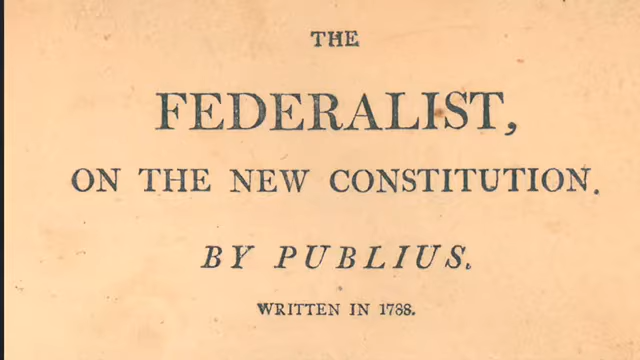 THE
FEDERALIST,
ON THE NEW CONSTITUTION.
BY PUBLIUS.
WRITTEN IN 1788.